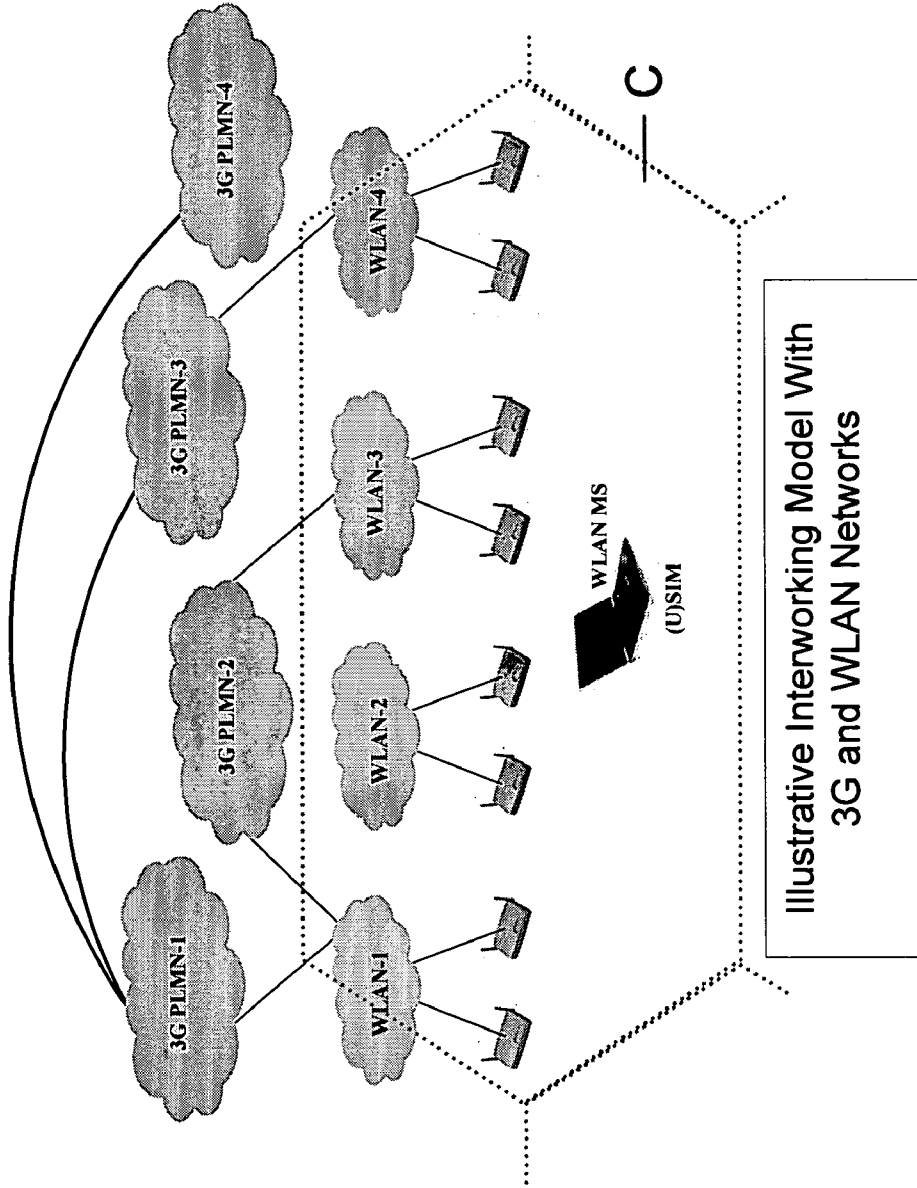 3G PLMN-1
3G PLMN-2
3G PLMN-3
3G PLMN-4
WLAN-1
WLAN-2
WLAN-3
WLAN-4
WLAN MS
(U)SIM
C
Illustrative Interworking Model With
3G and WLAN Networks